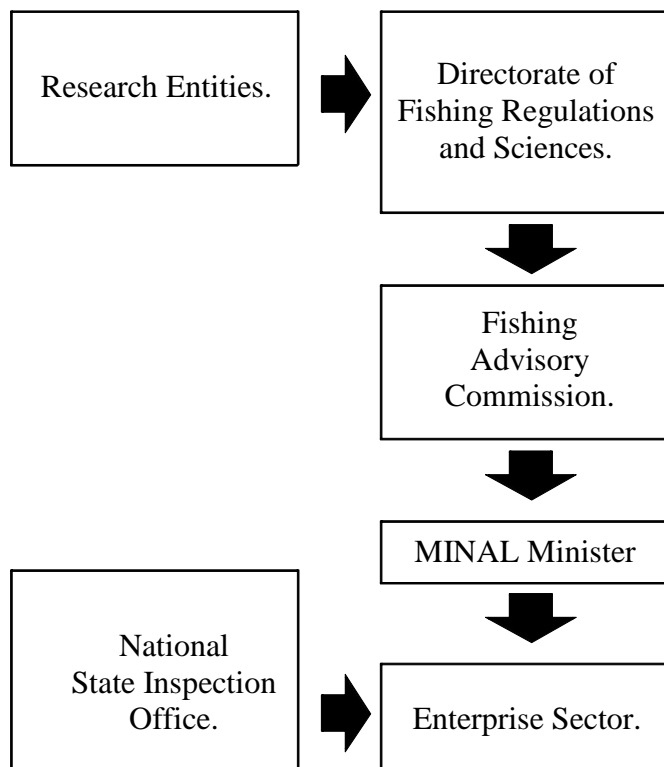 Research Entities.
Directorate of
Fishing Regulations
and Sciences.
Fishing
Advisory
Commission.
MINAL Minister
National
State Inspection
Office.
Enterprise Sector.